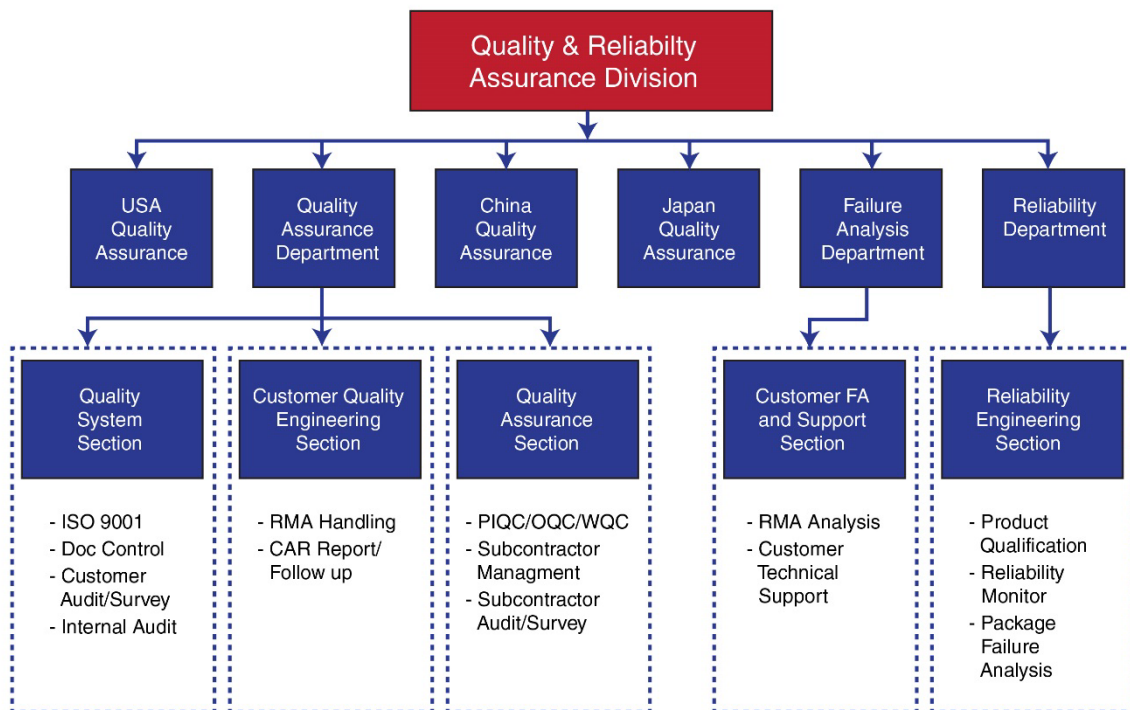 Quality & Reliabilty
Assurance Division
USA
Quality
Assurance
Quality
Assurance
Department
China
Quality
Assurance
Japan
Quality
Assurance
Failure
Analysis
Department
Reliability
Department
Quality
System
Section
Customer Quality
Engineering
Section
Quality
Assurance
Section
Customer FA
and Support
Section
Reliability
Engineering
Section
- ISO 9001
- Doc Control
- Customer
Audit/Survey
- Internal Audit
- RMA Handling
- CAR Report/
Follow up
- PIQC/OQC/WQC
- Subcontractor
Managment
- Subcontractor
Audit/Survey
- RMA Analysis
- Customer
Technical
Support
- Product
Qualification
- Reliability
Monitor
- Package
Failure
Analysis